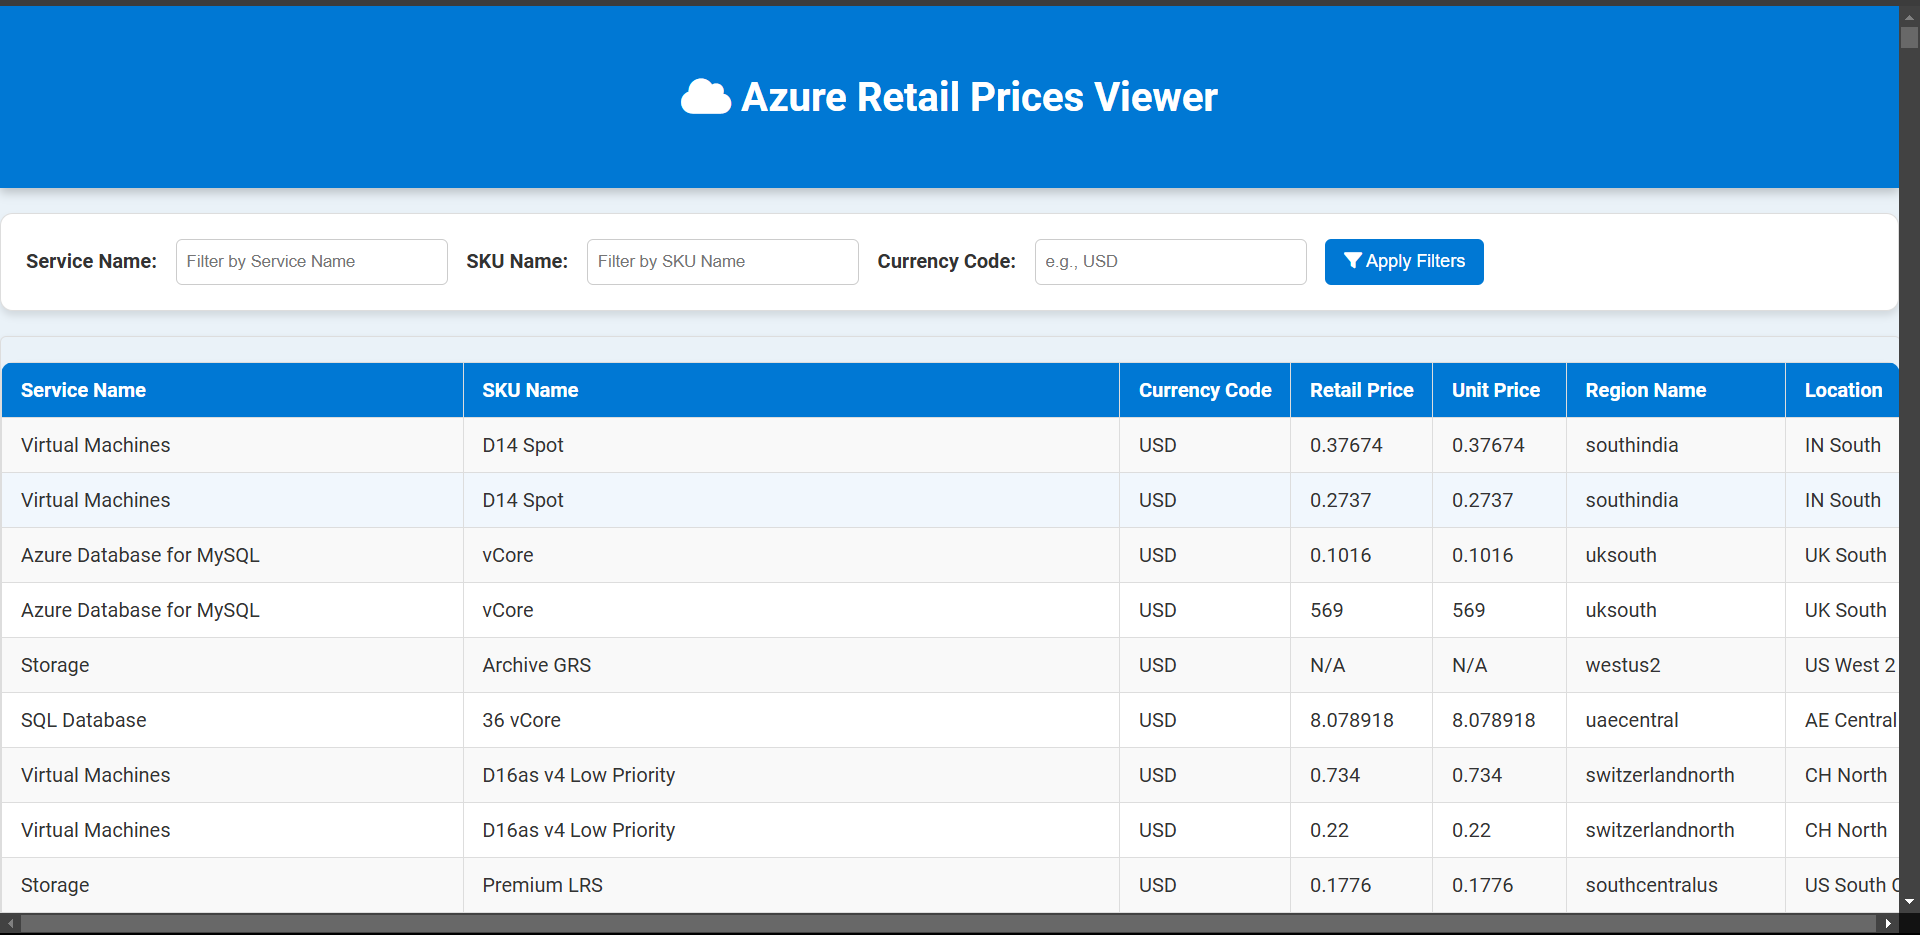 Azure Retail Prices Viewer
Service Name: Filter by Service Name SKU Name: Filter by SKU Name Currency Code: e.g., USD Apply Filters
Service Name SKU Name Currency Code Retail Price Unit Price Region Name Location
Virtual Machines D14 Spot USD 0.37674 0.37674 southindia IN South
Virtual Machines D14 Spot USD 0.2737 0.2737 southindia IN South
Azure Database for MySQL vCore USD 0.1016 0.1016 uksouth UK South
Azure Database for MySQL vCore USD 569 569 uksouth UK South
Storage Archive GRS USD N/A N/A westus2 US West 2
SQL Database 36 vCore USD 8.078918 8.078918 uaecentral AE Central
Virtual Machines D16as v4 Low Priority USD 0.734 0.734 switzerlandnorth CH North
Virtual Machines D16as v4 Low Priority USD 0.22 0.22 switzerlandnorth CH North
Storage Premium LRS USD 0.1776 0.1776 southcentralus US South